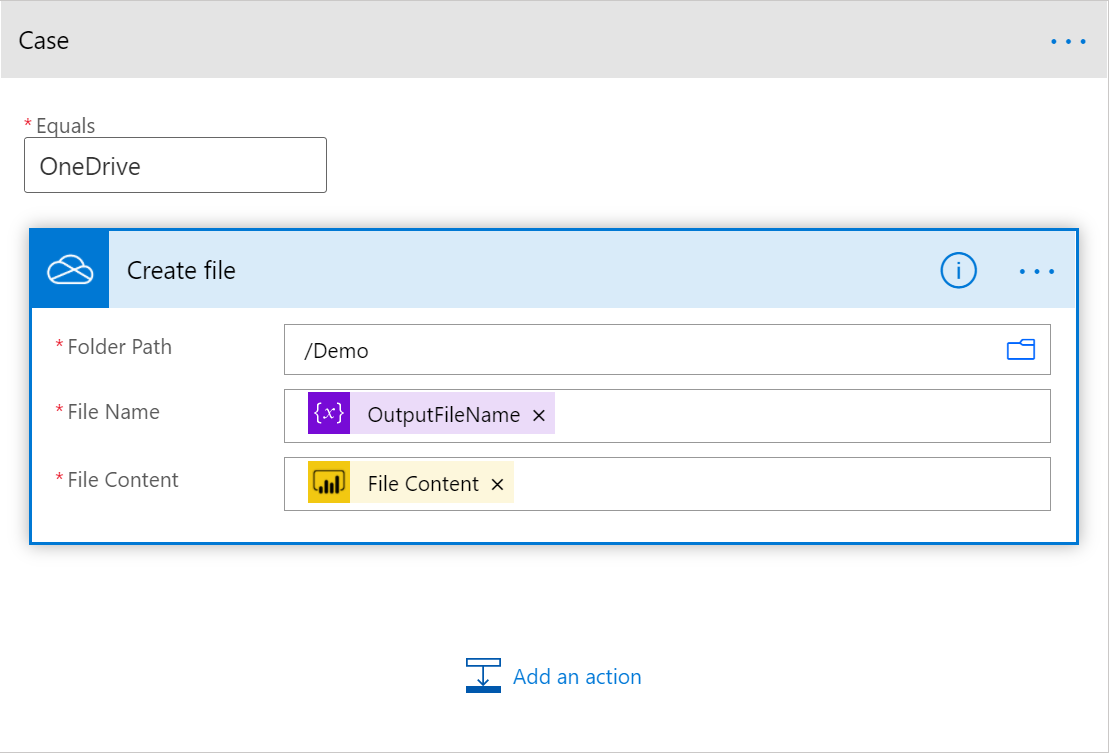 Case
* Equals
OneDrive
Create file
* Folder Path
/Demo
* File Name
{x} OutputFileName ×
* File Content
File Content ×
Add an action